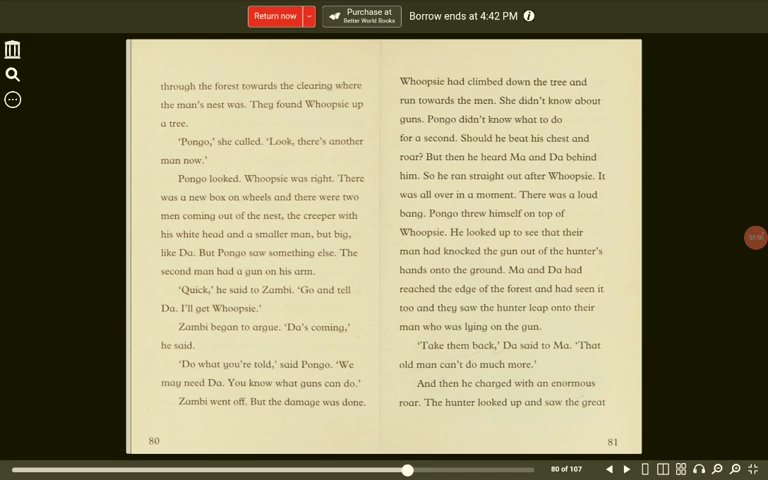 Return now
Purchase at
Better World Books
Borrow ends at 4:42 PM
through the forest towards the clearing where
the man's nest was. They found Whoopsie up
a tree.
'Pongo,' she called. 'Look, there's another
man now.'
Pongo looked. Whoopsie was right. There
was a new box on wheels and there were two
men coming out of the nest, the creeper with
his white head and a smaller man, but big,
like Da. But Pongo saw something else. The
second man had a gun on his arm.
'Quick,' he said to Zambi. 'Go and tell
Da. I'll get Whoopsie.'
Zambi began to argue. 'Da's coming,'
he said.
'Do what you're told,' said Pongo. 'We
may need Da. You know what guns can do.'
Zambi went off. But the damage was done.
80
Whoopsie had climbed down the tree and
run towards the men. She didn't know about
guns. Pongo didn't know what to do
for a second. Should he beat his chest and
roar? But then he heard Ma and Da behind
him. So he ran straight out after Whoopsie. It
was all over in a moment. There was a loud
bang. Pongo threw himself on top of
Whoopsie. He looked up to see that their
man had knocked the gun out of the hunter's
hands onto the ground. Ma and Da had
reached the edge of the forest and had seen it
too and they saw the hunter leap onto their
man who was lying on the gun.
'Take them back,' Da said to Ma. 'That
old man can't do much more.'
And then he charged with an enormous
roar. The hunter looked up and saw the great
81
80 of 107